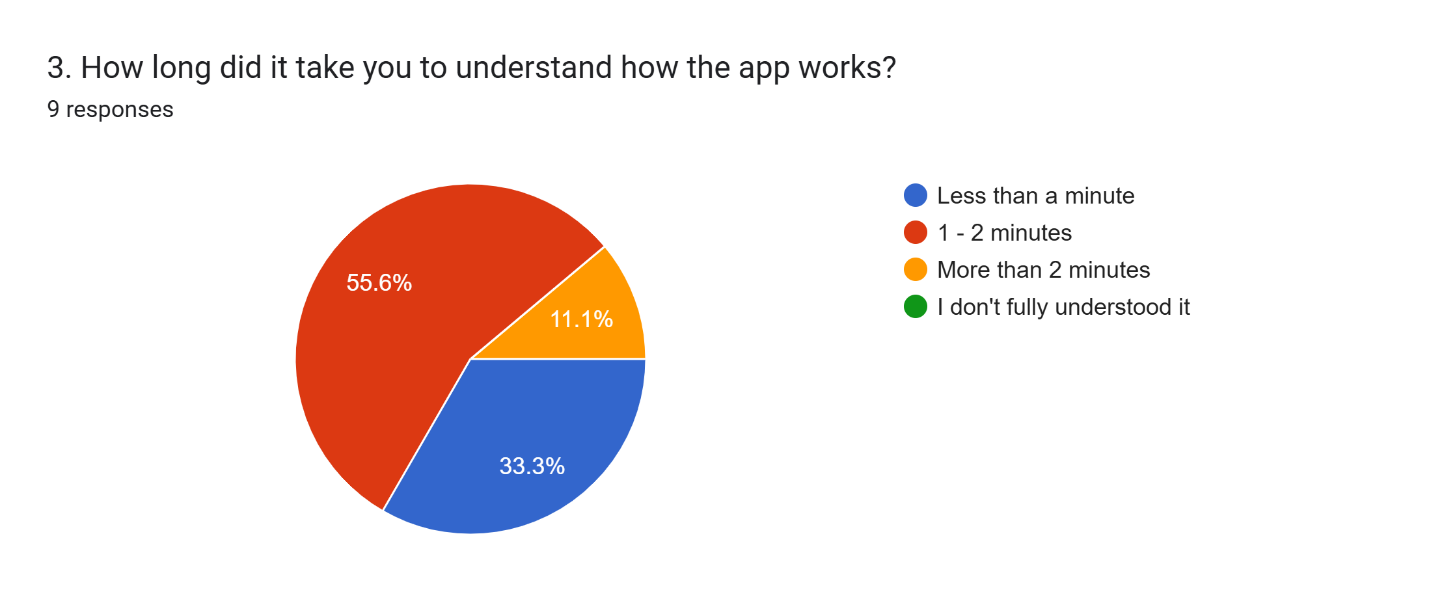 3. How long did it take you to understand how the app works?
9 responses
Less than a minute
1 - 2 minutes
More than 2 minutes
I don't fully understood it
55.6%
11.1%
33.3%